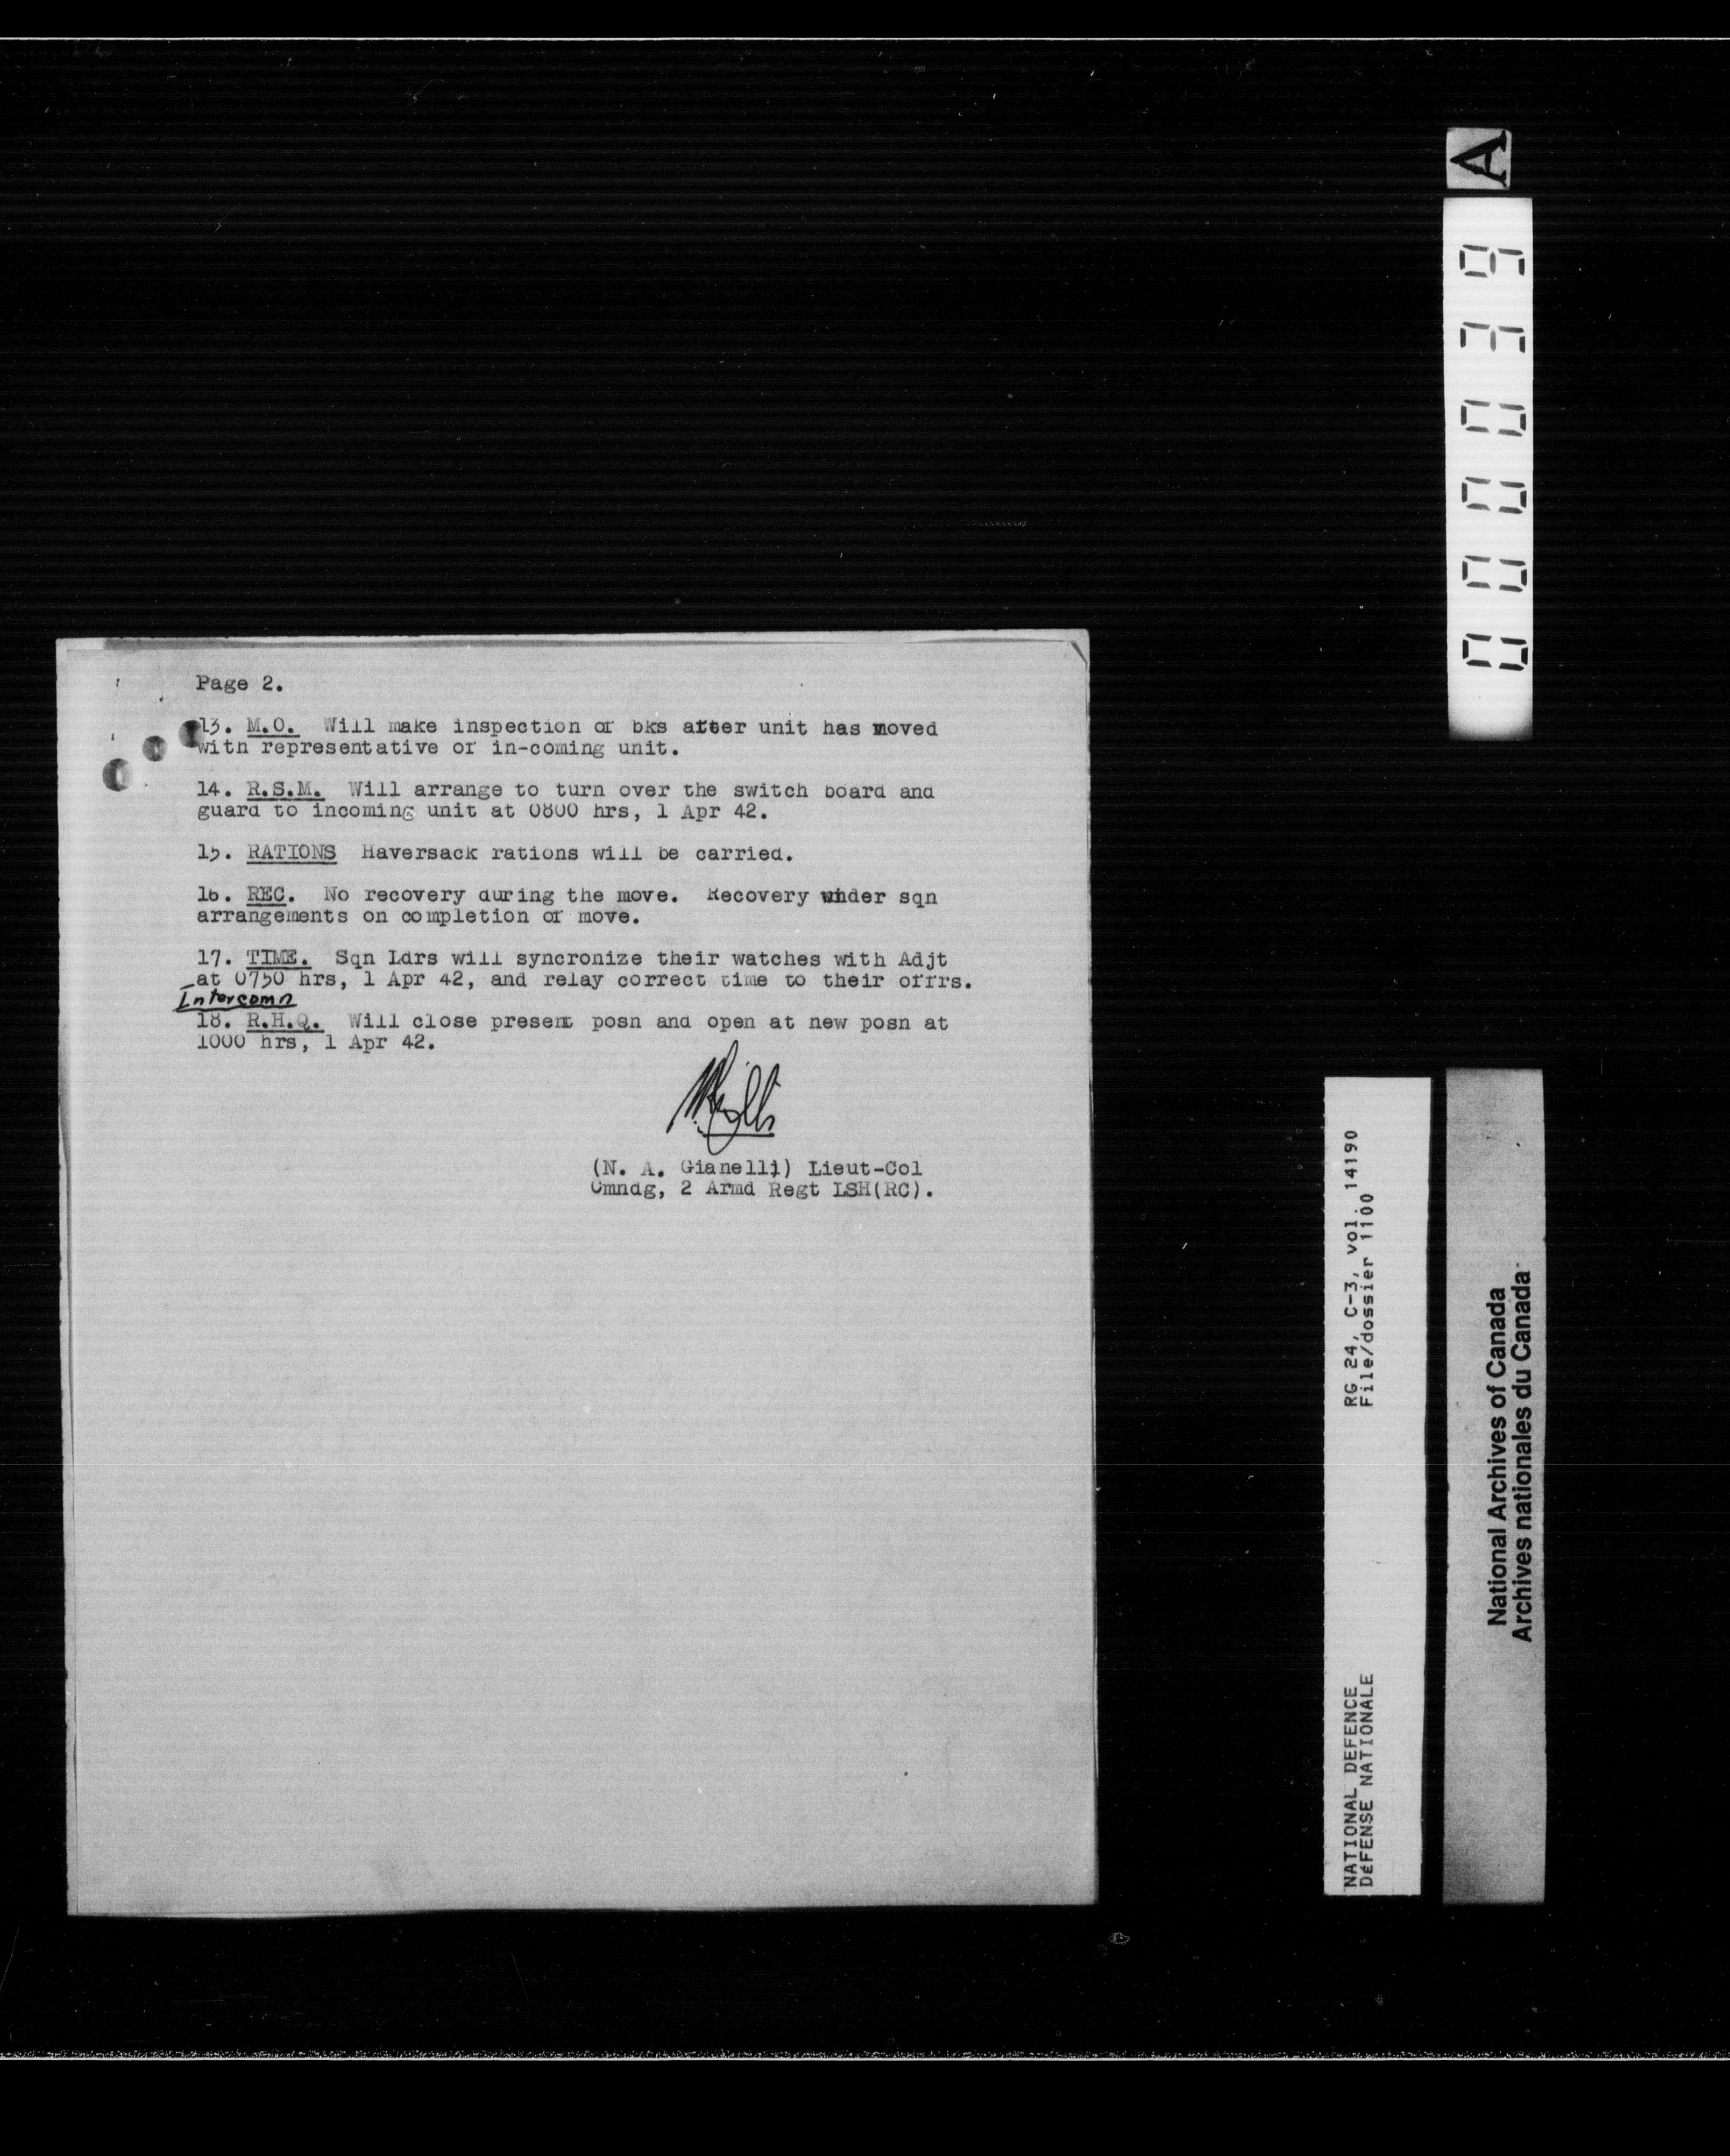 Page 2.
13. M.O. Will make inspection of bks after unit has moved
with representative of in-coming unit.
14. R.S.M. Will arrange to turn over the switch board and
guard to incoming unit at 0800 hrs, 1 Apr 42.
15. RATIONS Haversack rations will be carried.
16. REC. No recovery during the move. Recovery under sqn
arrangements on completion of move.
17. TIME. Sqn Ldrs will syncronize their watches with Adjt
at 0750 hrs, 1 Apr 42, and relay correct time to their offrs.
Intercomn
18. R.H.Q. Will close present posn and open at new posn at
1000 hrs, 1 Apr 42.
(N. A. Gianelli) Lieut-Col
Cmndg, 2 Armd Regt LSH(RC).
A
NATIONAL DEFENCE RG 24, C-3, vol. 14190
DéFENSE NATIONALE File/dossier 1100
National Archives of Canada
Archives nationales du Canada